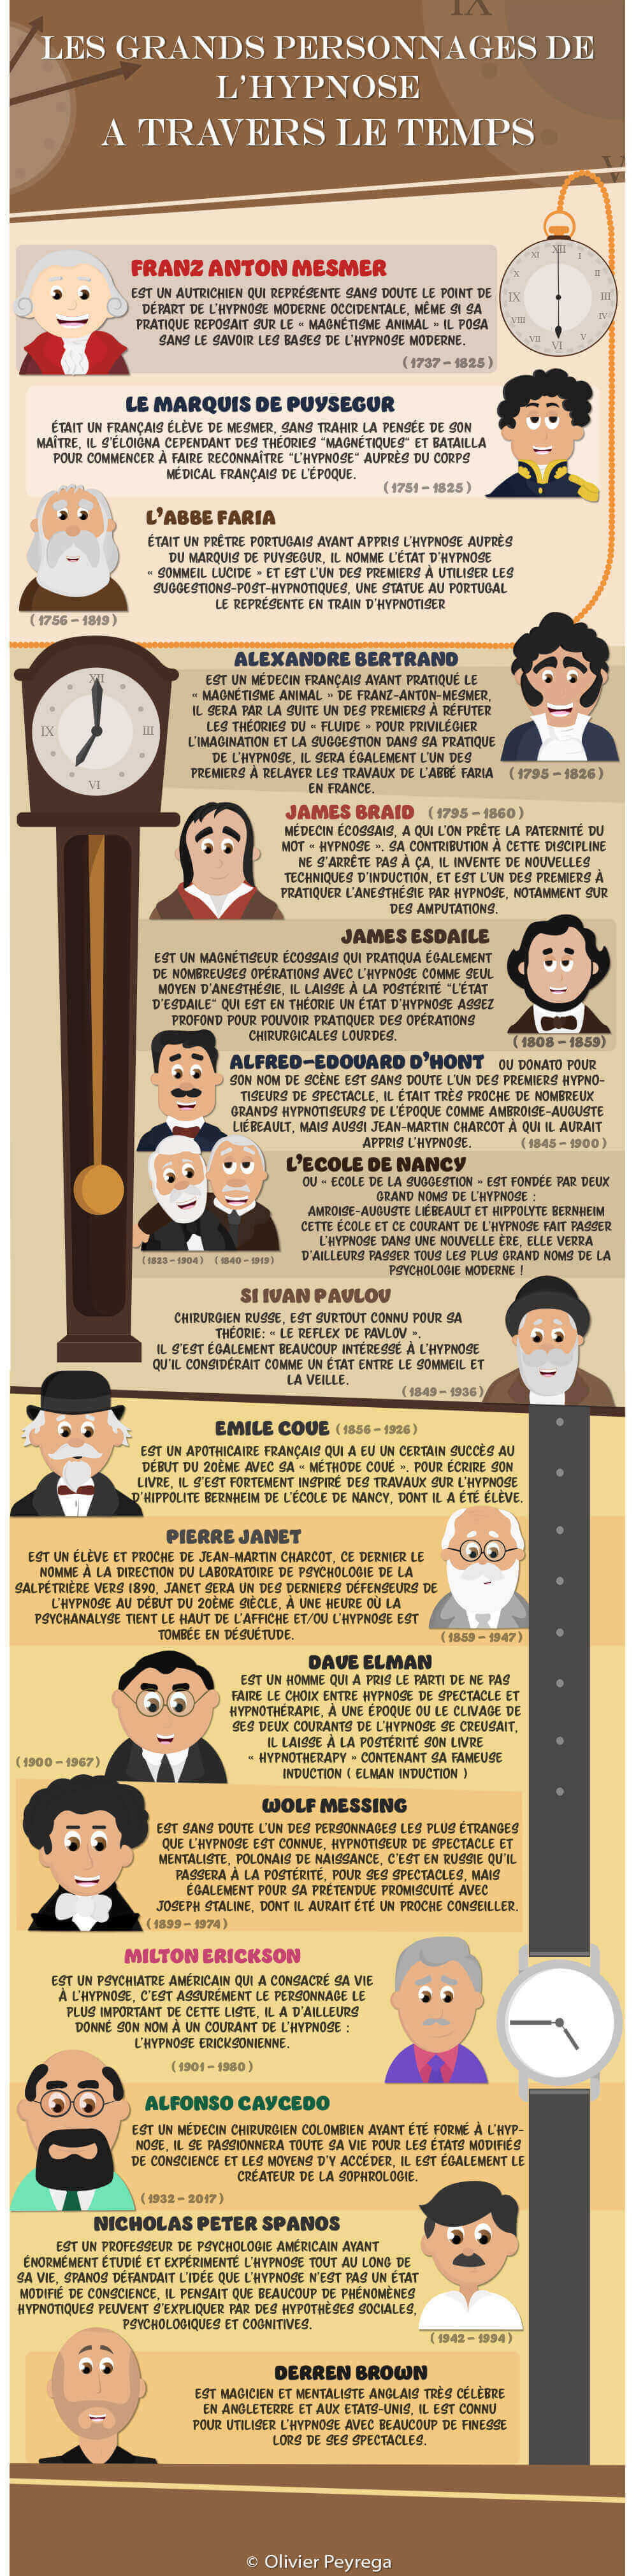 IX
LES GRANDS PERSONNAGES DE
L'HYPNOSE
A TRAVERS LE TEMPS
V
XII
XI
I
X
II
IX
III
VIII
IV
VII
V
VI
FRANZ ANTON MESMER
EST UN AUTRICHIEN QUI REPRÉSENTE SANS DOUTE LE POINT DE
DÉPART DE L'HYPNOSE MODERNE OCCIDENTALE, MÊME SI SA
PRATIQUE REPOSAIT SUR LE « MAGNÉTISME ANIMAL » IL POSA
SANS LE SAVOIR LES BASES DE L'HYPNOSE MODERNE.
(1737 - 1825)
LE MARQUIS DE PUYSEGUR
ÉTAIT UN FRANÇAIS ÉLÈVE DE MESMER, SANS TRAHIR LA PENSÉE DE SON
MAÎTRE, IL S'ÉLOIGNA CEPENDANT DES THÉORIES "MAGNÉTIQUES" ET BATAILLA
POUR COMMENCER À FAIRE RECONNAÎTRE "L'HYPNOSE" AUPRÈS DU CORPS
MÉDICAL FRANÇAIS DE L'ÉPOQUE.
(1751 - 1825)
L'ABBE FARIA
ÉTAIT UN PRÊTRE PORTUGAIS AYANT APPRIS L'HYPNOSE AUPRÈS
DU MARQUIS DE PUYSEGUR, IL NOMME L'ÉTAT D'HYPNOSE
« SOMMEIL LUCIDE » ET EST L'UN DES PREMIERS À UTILISER LES
SUGGESTIONS-POST-HYPNOTIQUES, UNE STATUE AU PORTUGAL
LE REPRÉSENTE EN TRAIN D'HYPNOTISER
(1756 - 1819)
ALEXANDRE BERTRAND
EST UN MÉDECIN FRANÇAIS AYANT PRATIQUÉ LE
« MAGNÉTISME ANIMAL » DE FRANZ-ANTON-MESMER,
IL SERA PAR LA SUITE UN DES PREMIERS À RÉFUTER
LES THÉORIES DU « FLUIDE » POUR PRIVILÉGIER
L'IMAGINATION ET LA SUGGESTION DANS SA PRATIQUE
DE L'HYPNOSE, IL SERA ÉGALEMENT L'UN DES
PREMIERS À RELAYER LES TRAVAUX DE L'ABBÉ FARIA
EN FRANCE.
(1795 - 1826)
XII
IX
III
VI
JAMES BRAID (1795 - 1860)
MÉDECIN ÉCOSSAIS, A QUI L'ON PRÊTE LA PATERNITÉ DU
MOT « HYPNOSE ». SA CONTRIBUTION À CETTE DISCIPLINE
NE S'ARRÊTE PAS À ÇA, IL INVENTE DE NOUVELLES
TECHNIQUES D'INDUCTION, ET EST L'UN DES PREMIERS À
PRATIQUER L'ANESTHÉSIE PAR HYPNOSE, NOTAMMENT SUR
DES AMPUTATIONS.
JAMES ESDAILE
EST UN MAGNÉTISEUR ÉCOSSAIS QUI PRATIQUA ÉGALEMENT
DE NOMBREUSES OPÉRATIONS AVEC L'HYPNOSE COMME SEUL
MOYEN D'ANESTHÉSIE, IL LAISSE À LA POSTÉRITÉ "L'ÉTAT
D'ESDAILE" QUI EST EN THÉORIE UN ÉTAT D'HYPNOSE ASSEZ
PROFOND POUR POUVOIR PRATIQUER DES OPÉRATIONS
CHIRURGICALES LOURDES.
(1808 - 1859)
ALFRED-EDOUARD D'HONT OU DONATO POUR
SON NOM DE SCÈNE EST SANS DOUTE L'UN DES PREMIERS HYPNO-
TISEURS DE SPECTACLE, IL ÉTAIT TRÈS PROCHE DE NOMBREUX
GRANDS HYPNOTISEURS DE L'ÉPOQUE COMME AMBROISE-AUGUSTE
LIÉBEAULT, MAIS AUSSI JEAN-MARTIN CHARCOT À QUI IL AURAIT
APPRIS L'HYPNOSE.
(1845 - 1900)
L'ECOLE DE NANCY
OU « ECOLE DE LA SUGGESTION » EST FONDÉE PAR DEUX
GRAND NOMS DE L'HYPNOSE :
AMROISE-AUGUSTE LIÉBEAULT ET HIPPOLYTE BERNHEIM
CETTE ÉCOLE ET CE COURANT DE L'HYPNOSE FAIT PASSER
L'HYPNOSE DANS UNE NOUVELLE ÈRE, ELLE VERRA
D'AILLEURS PASSER TOUS LES PLUS GRAND NOMS DE LA
PSYCHOLOGIE MODERNE !
(1823 - 1904) (1840 - 1919)
SI IVAN PAVLOV
CHIRURGIEN RUSSE, EST SURTOUT CONNU POUR SA
THÉORIE: « LE REFLEX DE PAVLOV ».
IL S'EST ÉGALEMENT BEAUCOUP INTÉRESSÉ À L'HYPNOSE
QU'IL CONSIDÉRAIT COMME UN ÉTAT ENTRE LE SOMMEIL ET
LA VEILLE.
(1849 - 1936)
EMILE COUE (1856 - 1926)
EST UN APOTHICAIRE FRANÇAIS QUI A EU UN CERTAIN SUCCÈS AU
DÉBUT DU 20ÈME AVEC SA « MÉTHODE COUÉ ». POUR ÉCRIRE SON
LIVRE, IL S'EST FORTEMENT INSPIRÉ DES TRAVAUX SUR L'HYPNOSE
D'HIPPOLITE BERNHEIM DE L'ÉCOLE DE NANCY, DONT IL A ÉTÉ ÉLÈVE.
PIERRE JANET
EST UN ÉLÈVE ET PROCHE DE JEAN-MARTIN CHARCOT, CE DERNIER LE
NOMME À LA DIRECTION DU LABORATOIRE DE PSYCHOLOGIE DE LA
SALPÉTRIÈRE VERS 1890, JANET SERA UN DES DERNIERS DÉFENSEURS DE
L'HYPNOSE AU DÉBUT DU 20ÈME SIÈCLE, À UNE HEURE OÙ LA
PSYCHANALYSE TIENT LE HAUT DE L'AFFICHE ET/OU L'HYPNOSE EST
TOMBÉE EN DÉSUÉTUDE.
(1859 - 1947)
DAVE ELMAN
EST UN HOMME QUI A PRIS LE PARTI DE NE PAS
FAIRE LE CHOIX ENTRE HYPNOSE DE SPECTACLE ET
HYPNOTHÉRAPIE, À UNE ÉPOQUE OU LE CLIVAGE DE
SES DEUX COURANTS DE L'HYPNOSE SE CREUSAIT,
IL LAISSE À LA POSTÉRITÉ SON LIVRE
« HYPNOTHERAPY » CONTENANT SA FAMEUSE
INDUCTION ( ELMAN INDUCTION )
(1900 - 1967)
WOLF MESSING
EST SANS DOUTE L'UN DES PERSONNAGES LES PLUS ÉTRANGES
QUE L'HYPNOSE EST CONNUE, HYPNOTISEUR DE SPECTACLE ET
MENTALISTE, POLONAIS DE NAISSANCE, C'EST EN RUSSIE QU'IL
PASSERA À LA POSTÉRITÉ, POUR SES SPECTACLES, MAIS
ÉGALEMENT POUR SA PRÉTENDUE PROMISCUITÉ AVEC
JOSEPH STALINE, DONT IL AURAIT ÉTÉ UN PROCHE CONSEILLER.
(1899 - 1974)
MILTON ERICKSON
EST UN PSYCHIATRE AMÉRICAIN QUI A CONSACRÉ SA VIE
À L'HYPNOSE, C'EST ASSURÉMENT LE PERSONNAGE LE
PLUS IMPORTANT DE CETTE LISTE, IL A D'AILLEURS
DONNÉ SON NOM À UN COURANT DE L'HYPNOSE :
L'HYPNOSE ERICKSONIENNE.
(1901 - 1980)
ALFONSO CAYCEDO
EST UN MÉDECIN CHIRURGIEN COLOMBIEN AYANT ÉTÉ FORMÉ À L'HYP-
NOSE, IL SE PASSIONNERA TOUTE SA VIE POUR LES ÉTATS MODIFIÉS
DE CONSCIENCE ET LES MOYENS D'Y ACCÉDER, IL EST ÉGALEMENT LE
CRÉATEUR DE LA SOPHROLOGIE.
(1932 - 2017)
NICHOLAS PETER SPANOS
EST UN PROFESSEUR DE PSYCHOLOGIE AMÉRICAIN AYANT
ÉNORMÉMENT ÉTUDIÉ ET EXPÉRIMENTÉ L'HYPNOSE TOUT AU LONG DE
SA VIE, SPANOS DÉFANDAIT L'IDÉE QUE L'HYPNOSE N'EST PAS UN ÉTAT
MODIFIÉ DE CONSCIENCE, IL PENSAIT QUE BEAUCOUP DE PHÉNOMÈNES
HYPNOTIQUES PEUVENT S'EXPLIQUER PAR DES HYPOTHÈSES SOCIALES,
PSYCHOLOGIQUES ET COGNITIVES.
(1942 - 1994)
DERREN BROWN
EST MAGICIEN ET MENTALISTE ANGLAIS TRÈS CÉLÈBRE
EN ANGLETERRE ET AUX ETATS-UNIS, IL EST CONNU
POUR UTILISER L'HYPNOSE AVEC BEAUCOUP DE FINESSE
LORS DE SES SPECTACLES.
© Olivier Peyrega